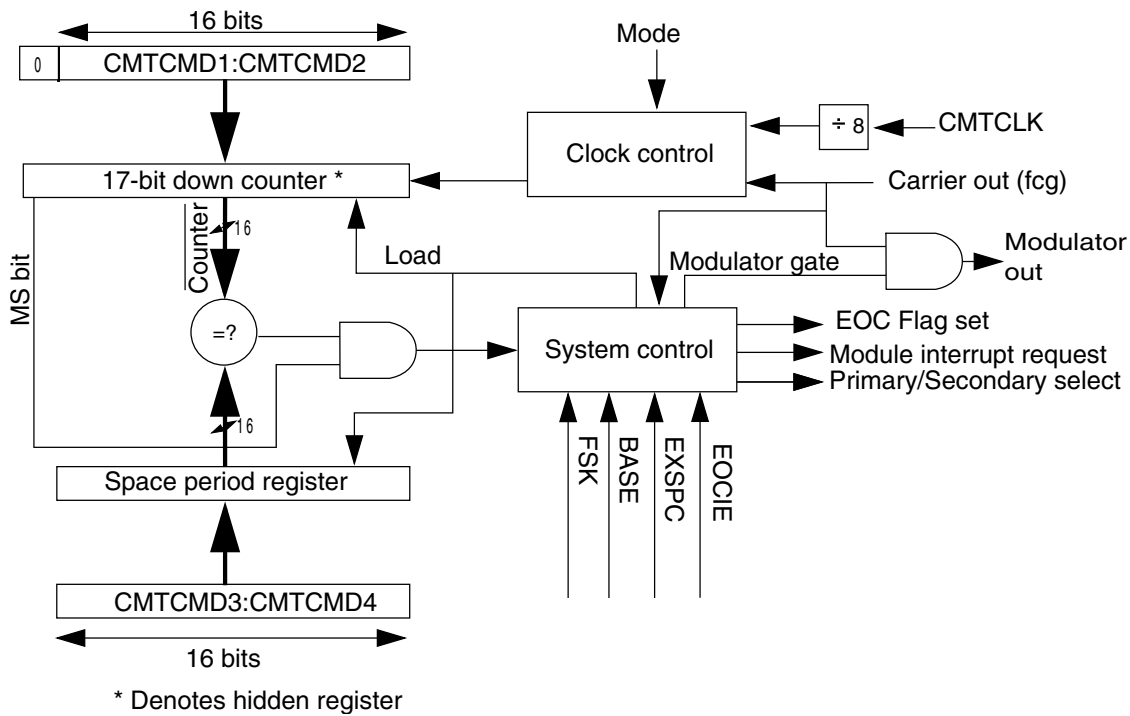 16 bits
0
CMTCMD1:CMTCMD2
Mode
÷ 8
CMTCLK
Clock control
17-bit down counter *
Carrier out (fcg)
16
Counter
MS bit
Load
Modulator gate
Modulator
out
=?
System control
EOC Flag set
Module interrupt request
Primary/Secondary select
16
FSK
BASE
EXSPC
EOCIE
Space period register
CMTCMD3:CMTCMD4
16 bits
* Denotes hidden register